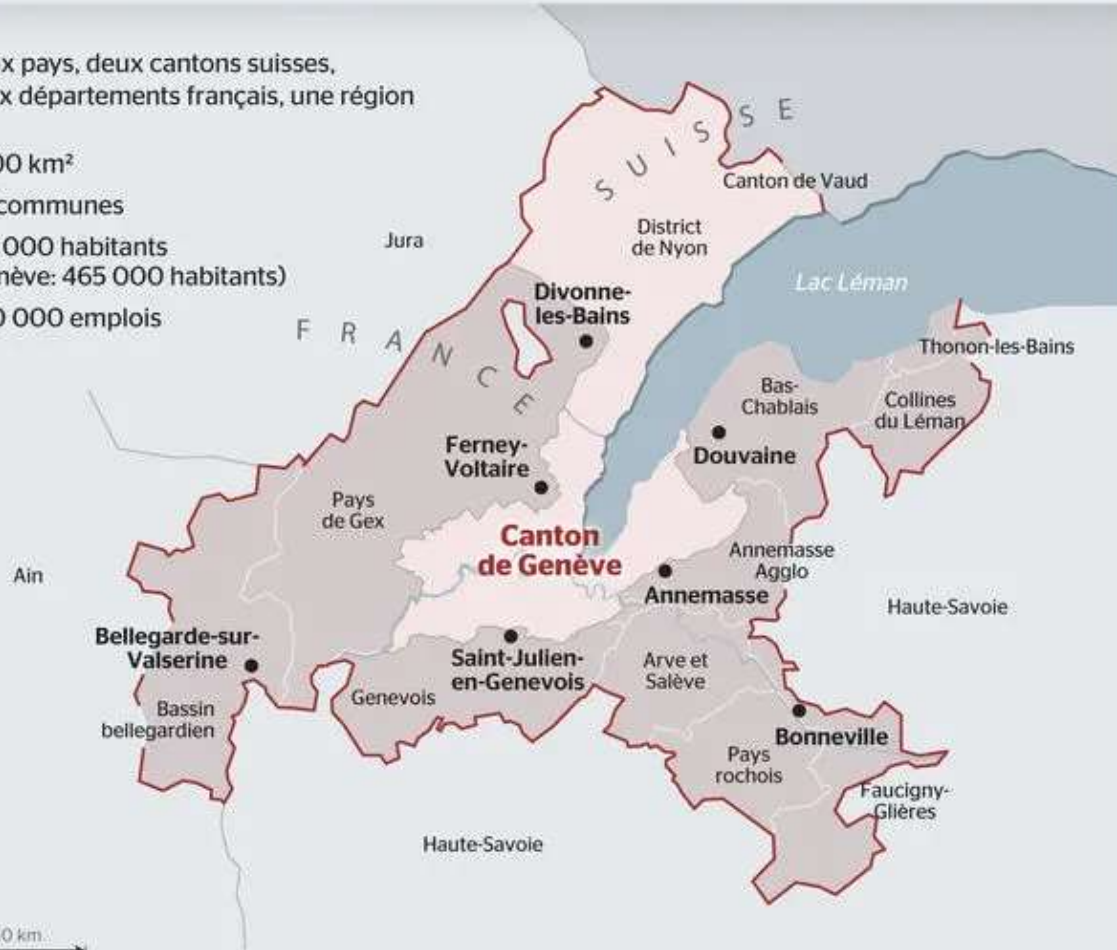 x pays, deux cantons suisses,
x départements français, une région
00 km²
communes
000 habitants
nève: 465 000 habitants)
0 000 emplois
SUISSE
Canton de Vaud
District
de Nyon
Jura
Lac Léman
Divonne-
les-Bains
FRANCE
Thonon-les-Bains
Bas-
Chablais
Collines
du Léman
Ferney-
Voltaire
Douvaine
Pays
de Gex
Canton
de Genève
Annemasse
Agglo
Ain
Annemasse
Haute-Savoie
Bellegarde-sur-
Valserine
Saint-Julien-
en-Genevois
Arve et
Salève
Genevois
Bassin
bellegardien
Bonneville
Pays
rochois
Faucigny-
Glières
Haute-Savoie
0 km